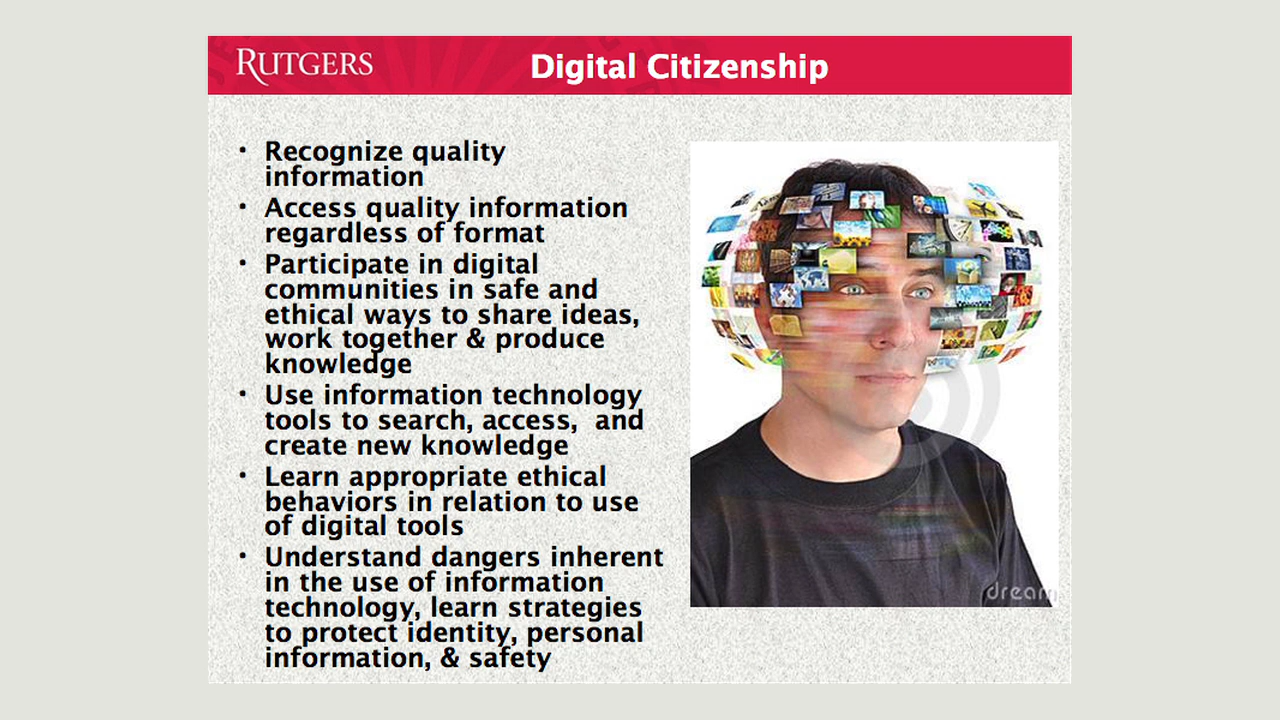 RUTGERS
Digital Citizenship
• Recognize quality
information
• Access quality information
regardless of format
• Participate in digital
communities in safe and
ethical ways to share ideas,
work together & produce
knowledge
• Use information technology
tools to search, access,  and
create new knowledge
• Learn appropriate ethical
behaviors in relation to use
of digital tools
• Understand dangers inherent
in the use of information
technology, learn strategies
to protect identity, personal
information, & safety
dream